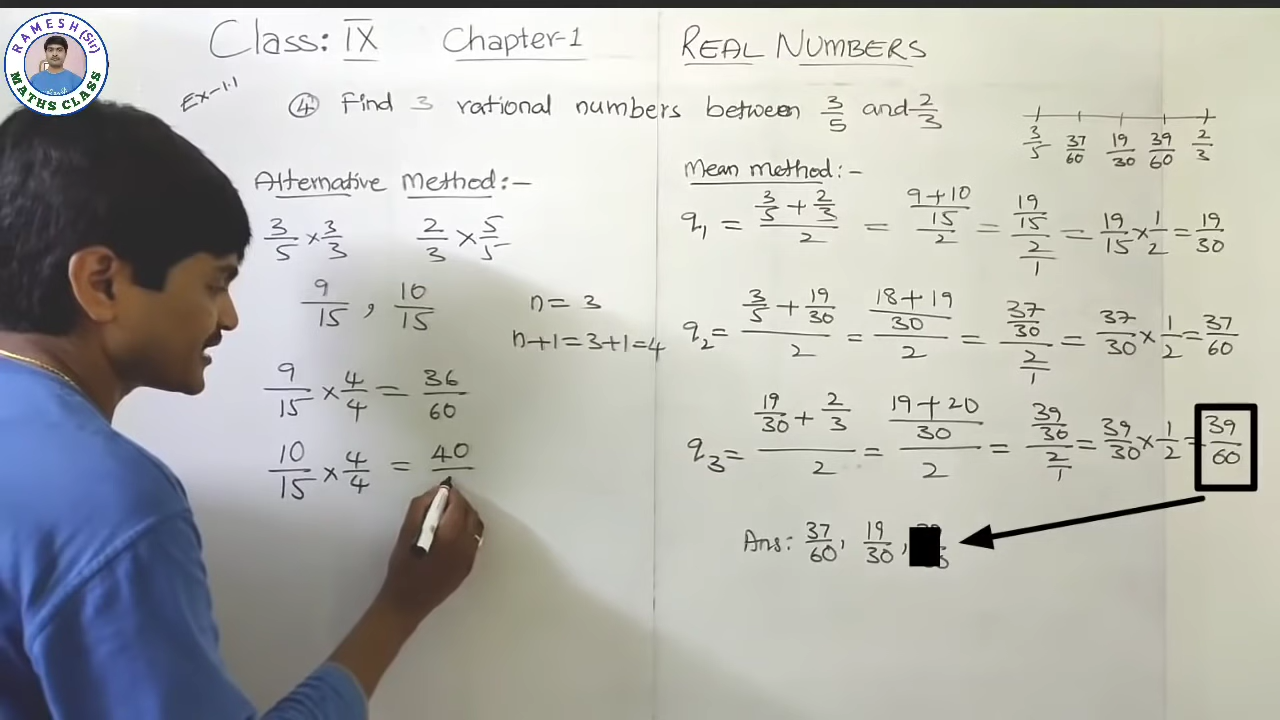 RAMESH (Sir)
MATHS CLASS
Class: IX Chapter-1 REAL NUMBERS
Ex-1.1
④ Find 3 rational numbers between 3/5 and 2/3
3/5 37/60 19/30 39/60 2/3
Alternative Method:-
3/5 × 3/3 2/3 × 5/5
9/15 , 10/15
n = 3
n+1 = 3+1 = 4
9/15 × 4/4 = 36/60
10/15 × 4/4 = 40
Mean method:-
q₁ = (3/5 + 2/3)/2 = ((9+10)/15)/2 = (19/15)/(2/1) = 19/15 × 1/2 = 19/30
q₂ = (3/5 + 19/30)/2 = ((18+19)/30)/2 = (37/30)/(2/1) = 37/30 × 1/2 = 37/60
q₃ = (19/30 + 2/3)/2 = ((19+20)/30)/2 = (39/30)/(2/1) = 39/30 × 1/2 = 39/60
Ans: 37/60, 19/30,